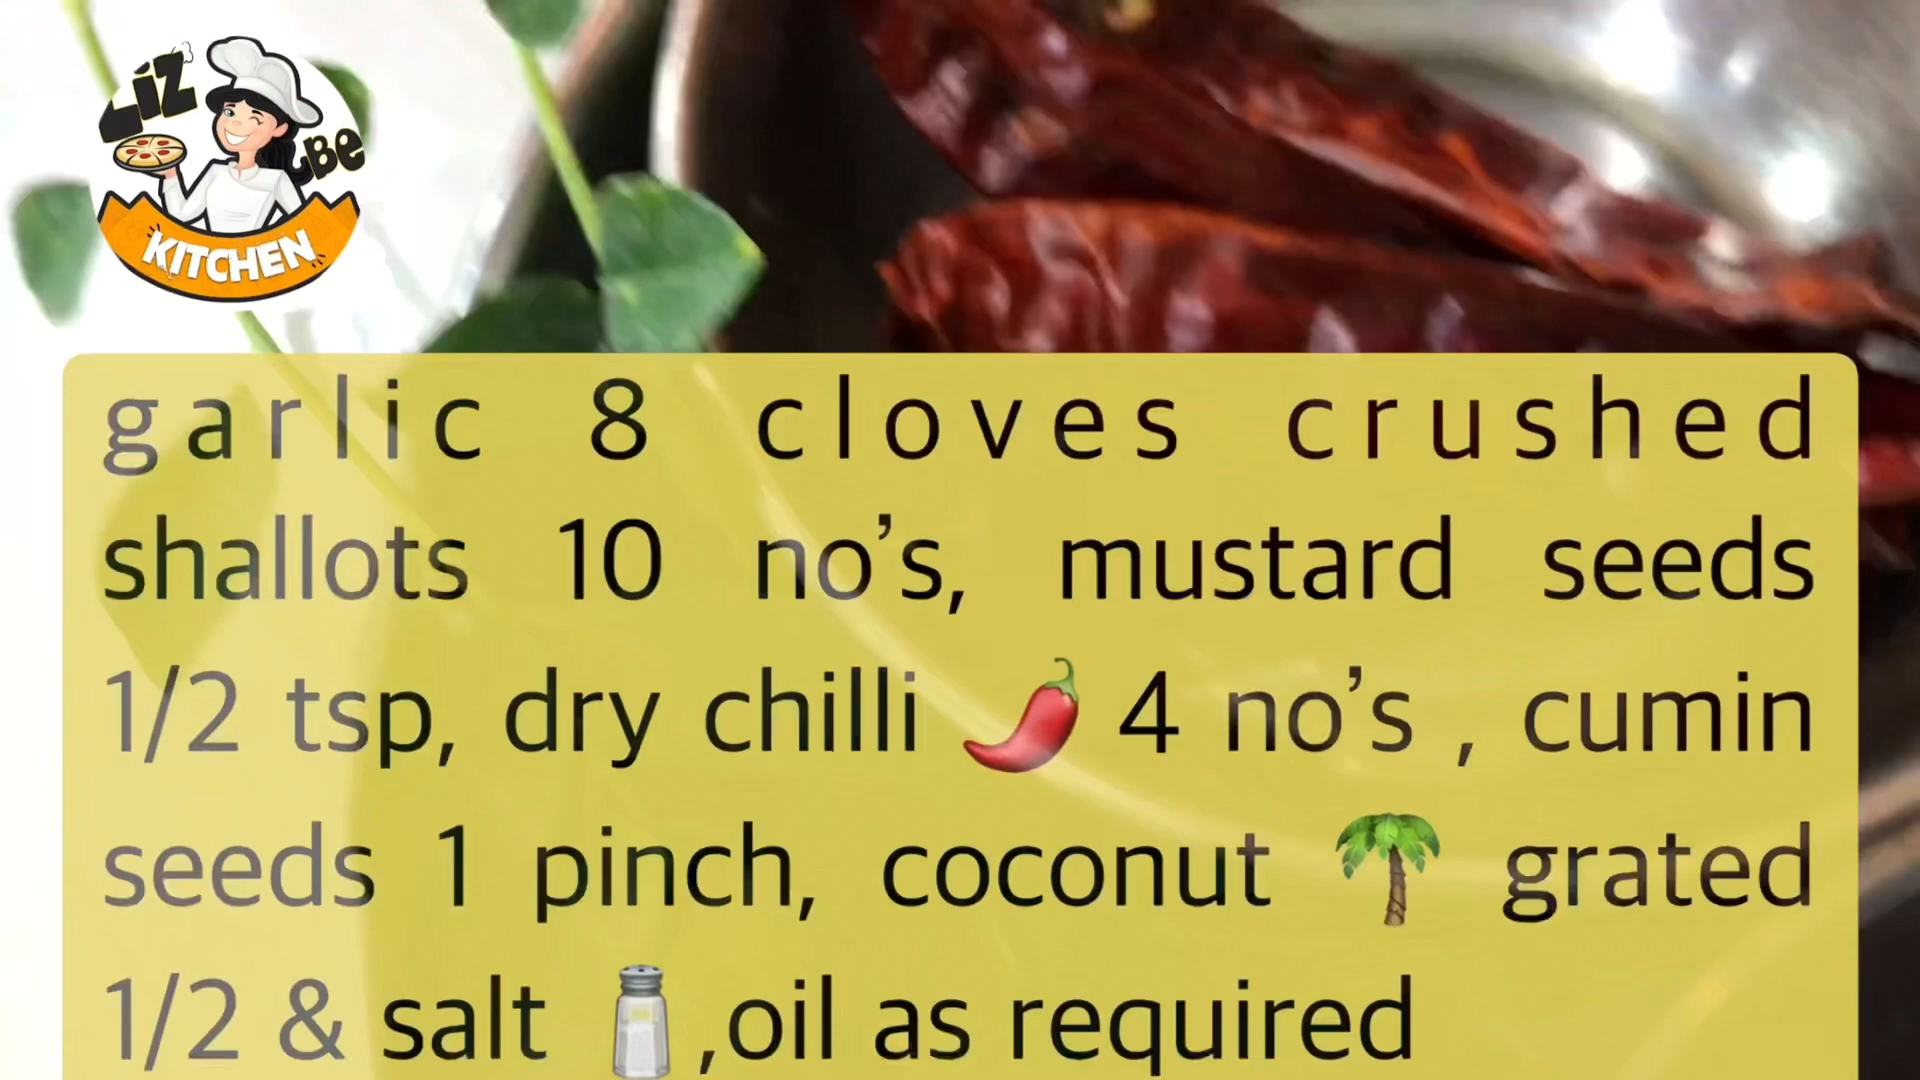 LiZ
BE
KITCHEN
garlic 8 cloves crushed
shallots 10 no's, mustard seeds
1/2 tsp, dry chilli 🌶️ 4 no's , cumin
seeds 1 pinch, coconut 🌴 grated
1/2 & salt 🧂 ,oil as required